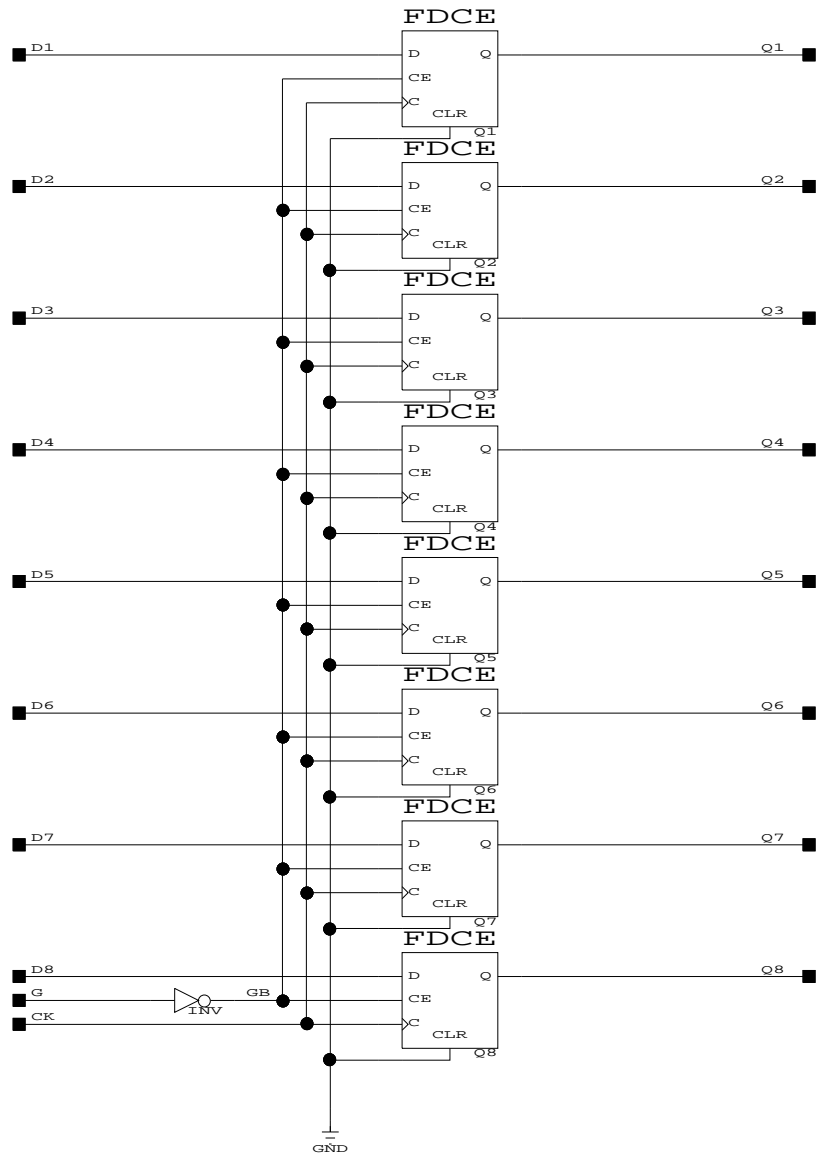 FDCE
D1 D Q Q1
CE
C
CLR
Q1
FDCE
D2 D Q Q2
CE
C
CLR
Q2
FDCE
D3 D Q Q3
CE
C
CLR
Q3
FDCE
D4 D Q Q4
CE
C
CLR
Q4
FDCE
D5 D Q Q5
CE
C
CLR
Q5
FDCE
D6 D Q Q6
CE
C
CLR
Q6
FDCE
D7 D Q Q7
CE
C
CLR
Q7
FDCE
D8 D Q Q8
G GB CE
INV
CK C
CLR
Q8
GND